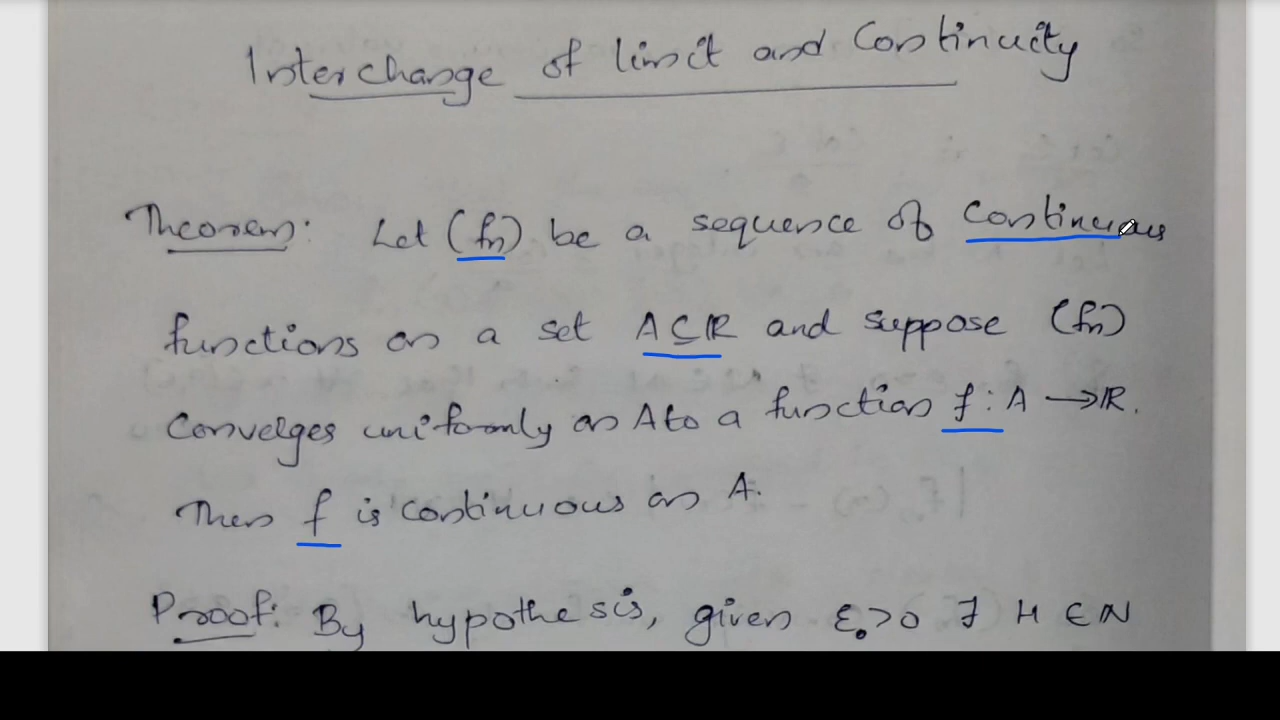 Interchange of limit and Continuity
Theorem: Let (fn) be a sequence of Continuous
functions on a set A⊆ℝ and suppose (fn)
Converges uniformly on A to a function f: A →ℝ.
Then f is continuous on A.
Proof: By hypothesis, given ε>0 ∃ H ∈ N